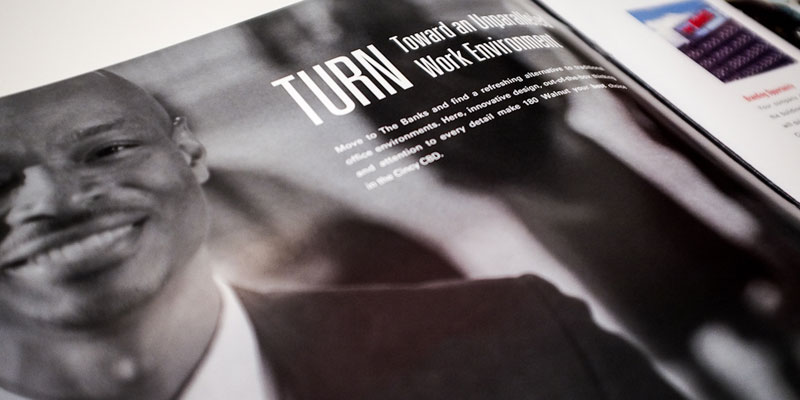 TURN Toward an Unparalleled
Work Environment
Move to The Banks and find a refreshing alternative to traditional
office environments. Here, innovative design, out-of-the-box thinking
and attention to every detail make 180 Walnut your best choice
in the Cincy CBD.
Your company